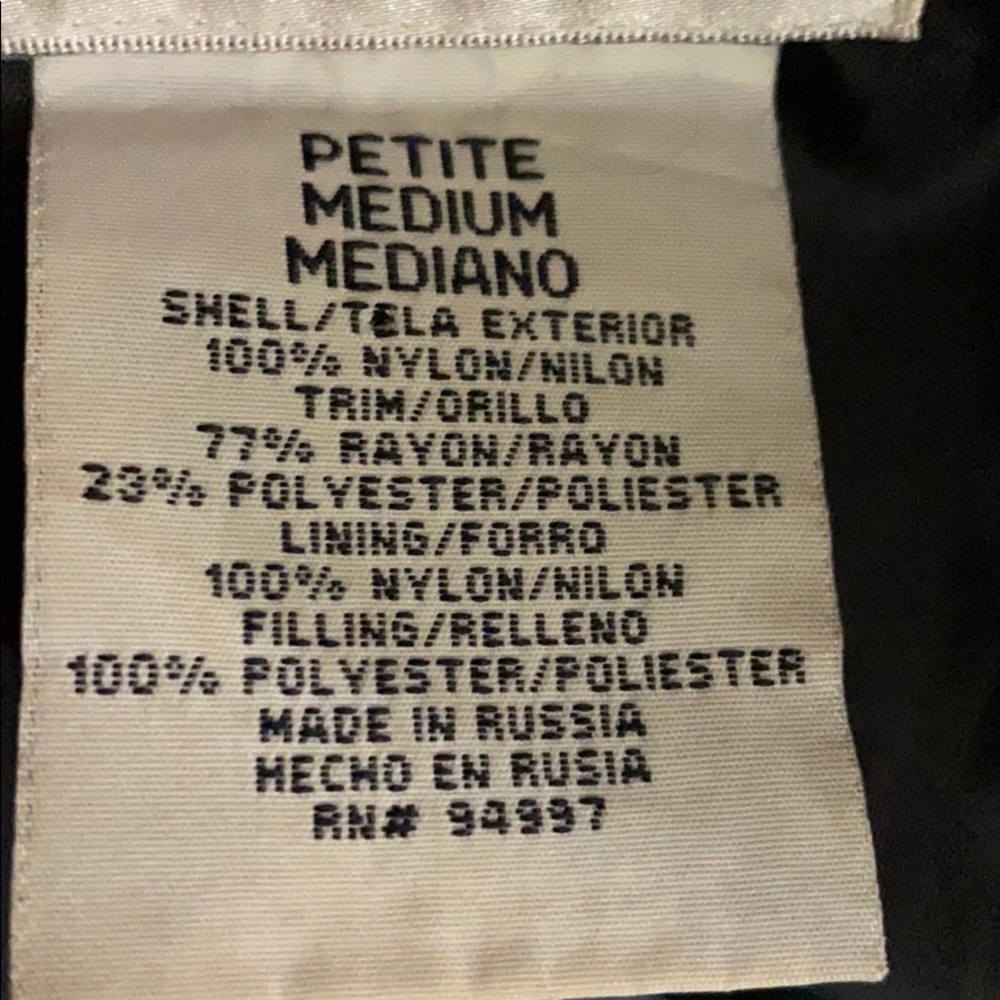 PETITE
MEDIUM
MEDIANO
SHELL/TELA EXTERIOR
100% NYLON/NILON
TRIM/ORILLO
77% RAYON/RAYON
23% POLYESTER/POLIESTER
LINING/FORRO
100% NYLON/NILON
FILLING/RELLENO
100% POLYESTER/POLIESTER
MADE IN RUSSIA
HECHO EN RUSIA
RN# 94997